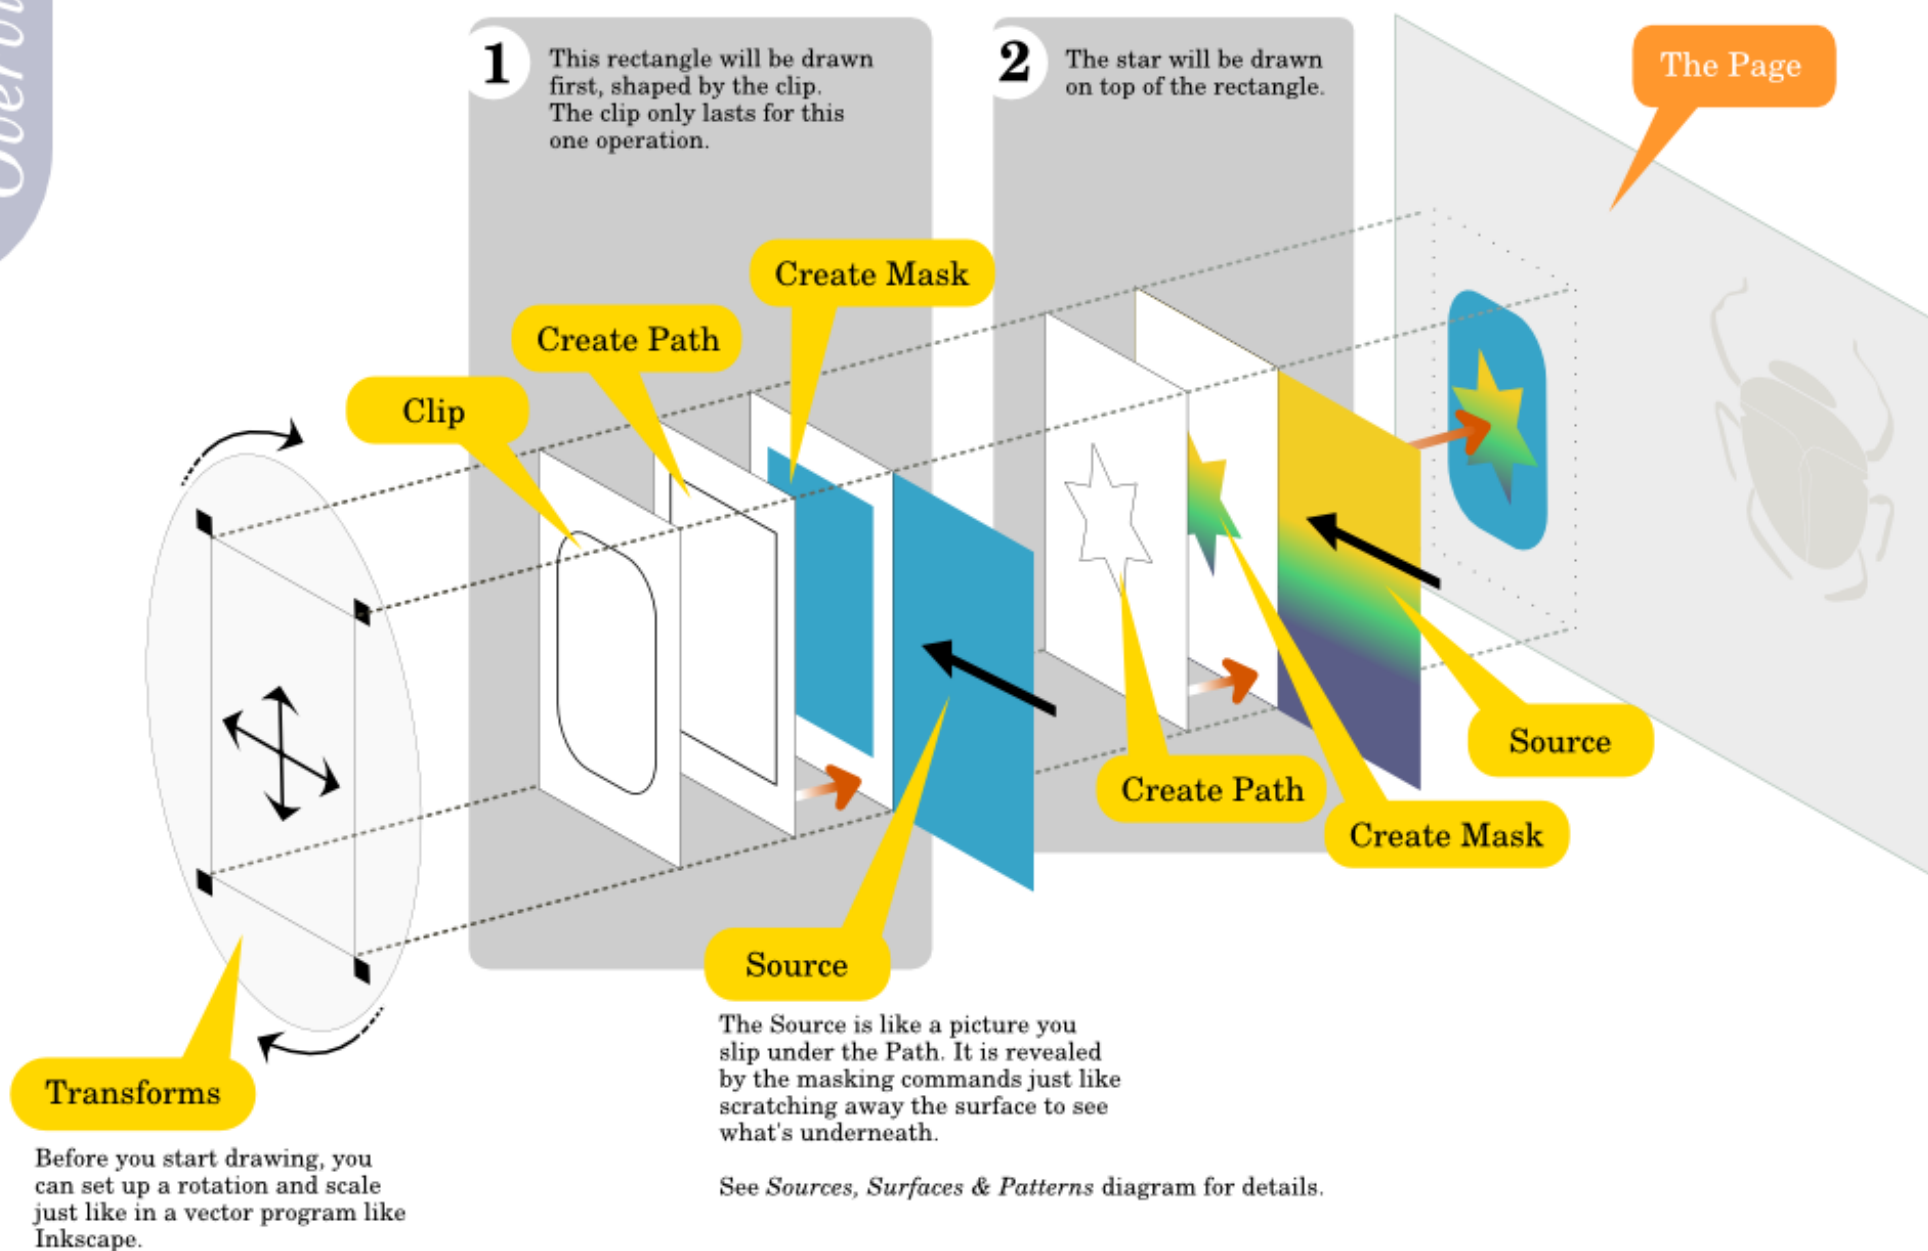 1
This rectangle will be drawn
first, shaped by the clip.
The clip only lasts for this
one operation.
2
The star will be drawn
on top of the rectangle.
The Page
Create Mask
Create Path
Clip
Source
Create Path
Create Mask
Source
The Source is like a picture you
slip under the Path. It is revealed
by the masking commands just like
scratching away the surface to see
what's underneath.
See Sources, Surfaces & Patterns diagram for details.
Transforms
Before you start drawing, you
can set up a rotation and scale
just like in a vector program like
Inkscape.